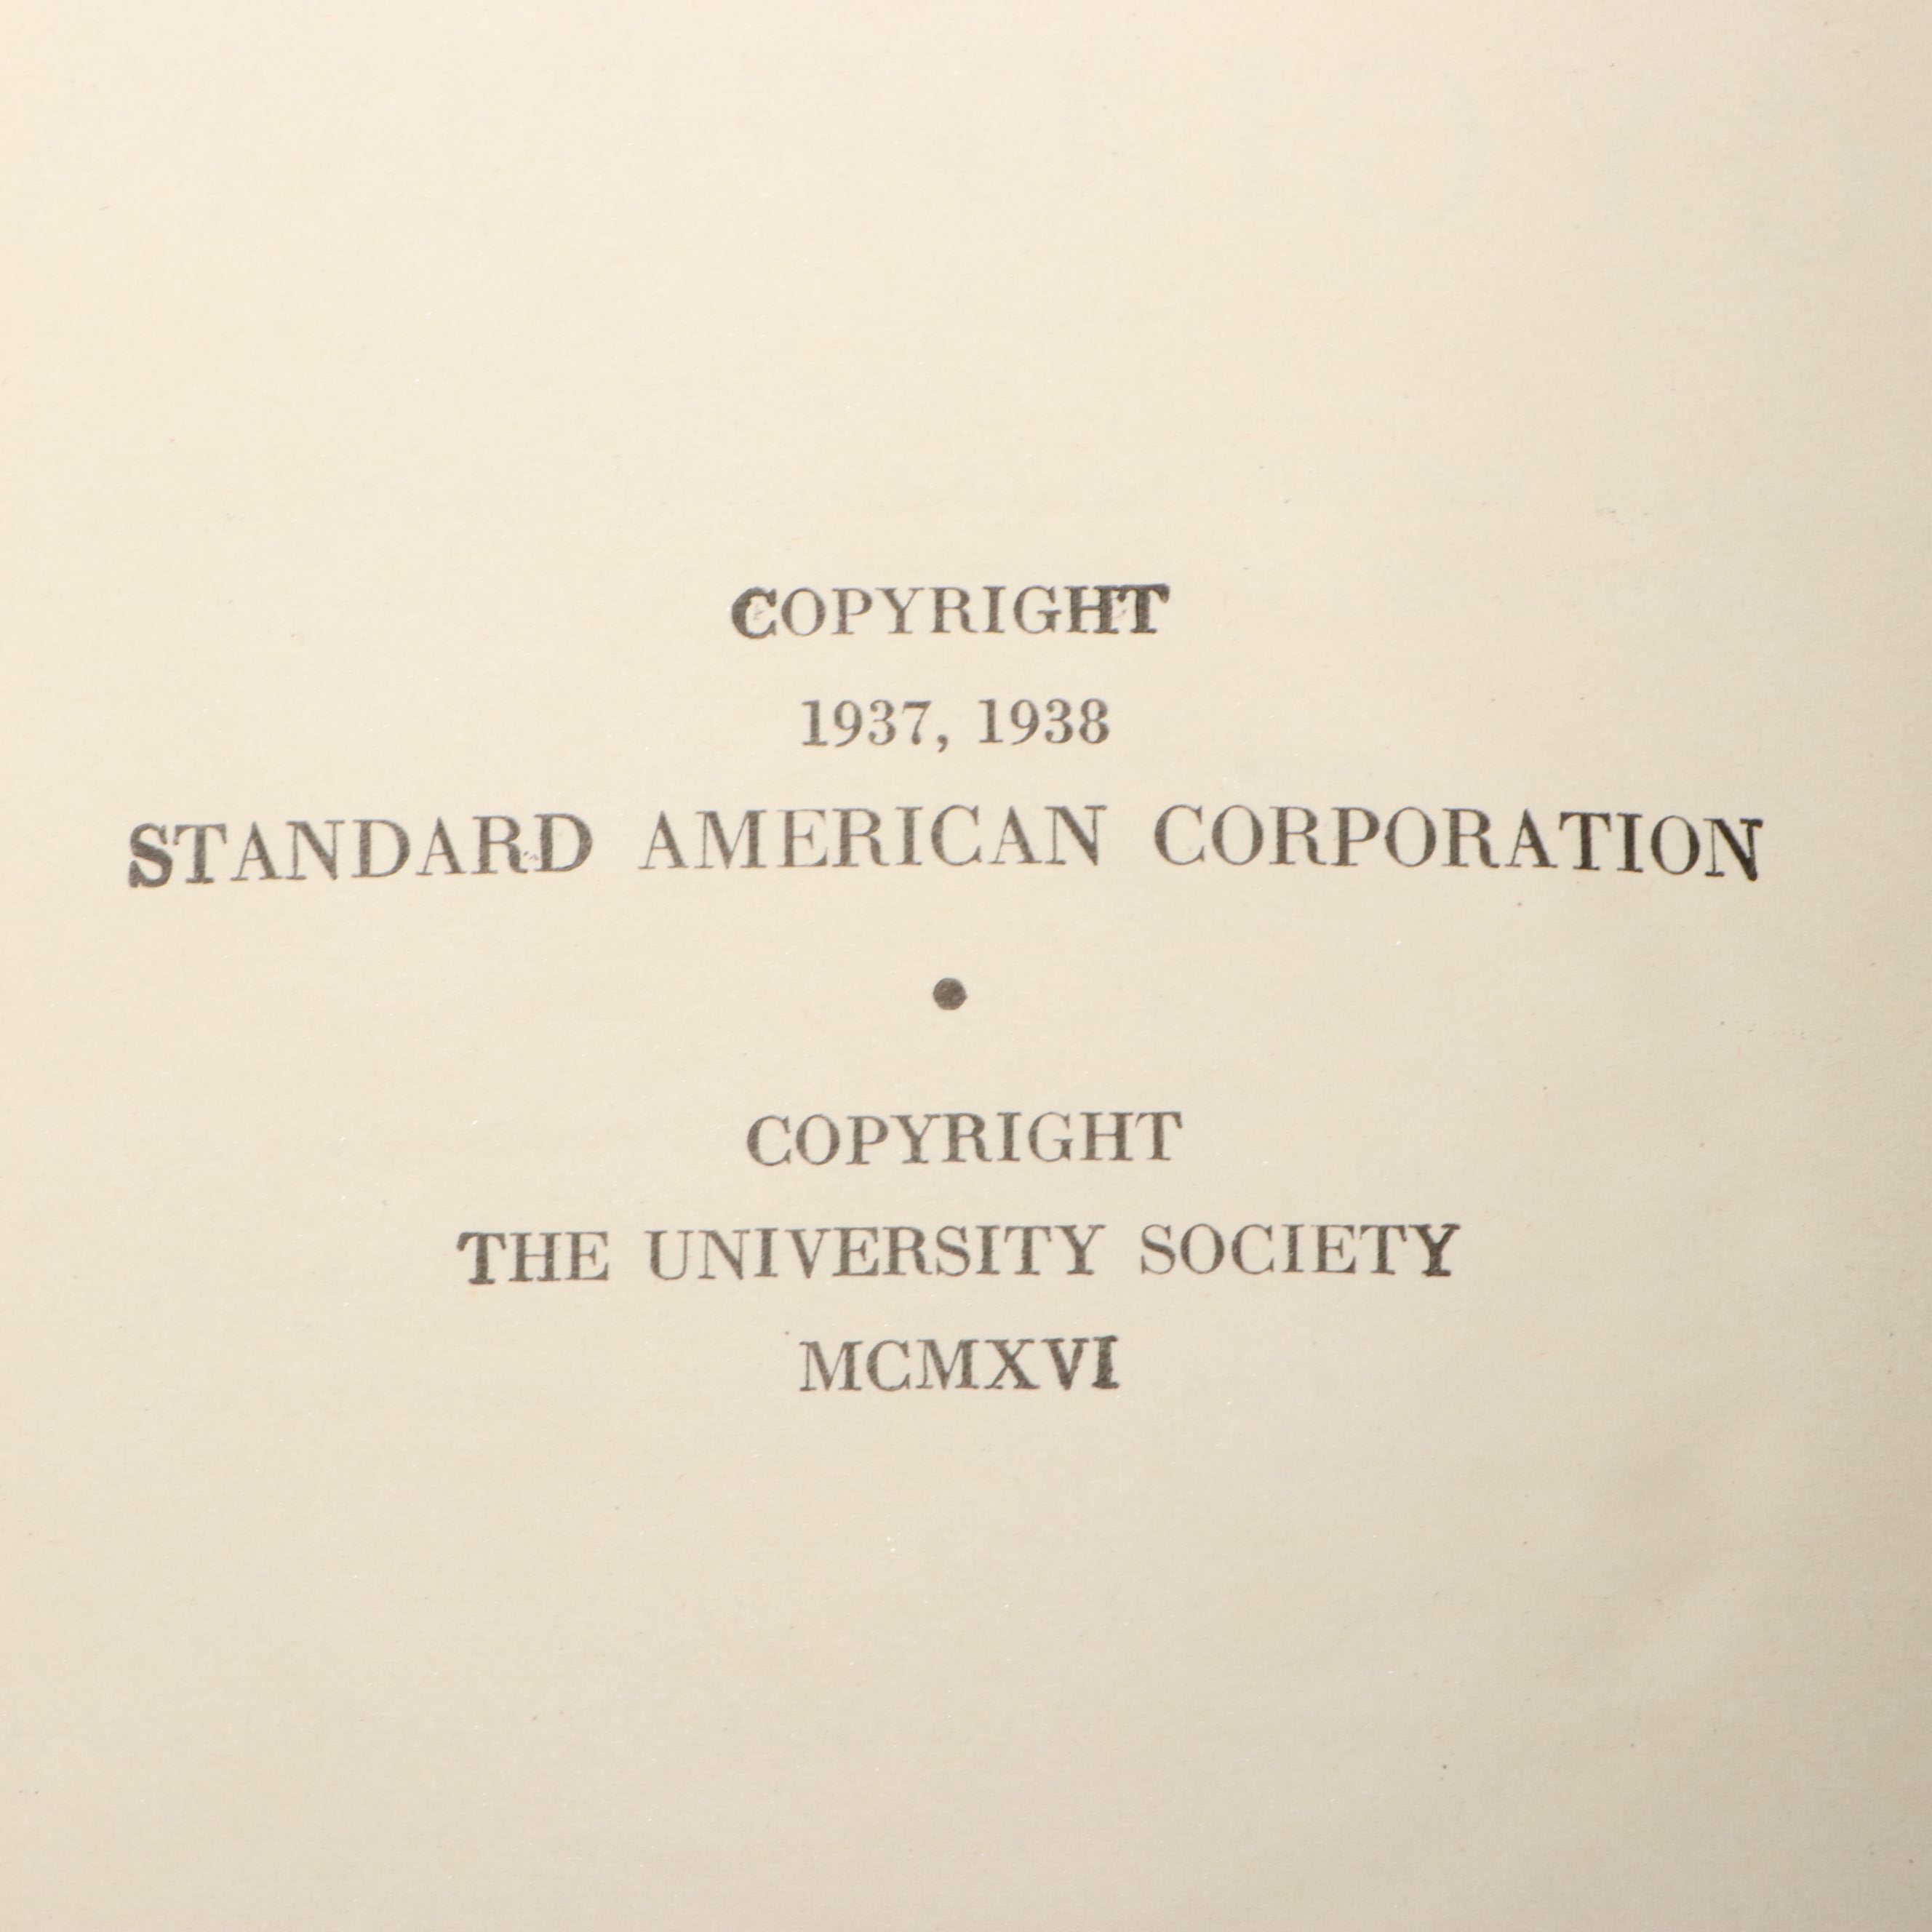 COPYRIGHT
1937, 1938
STANDARD AMERICAN CORPORATION
•
COPYRIGHT
THE UNIVERSITY SOCIETY
MCMXVI